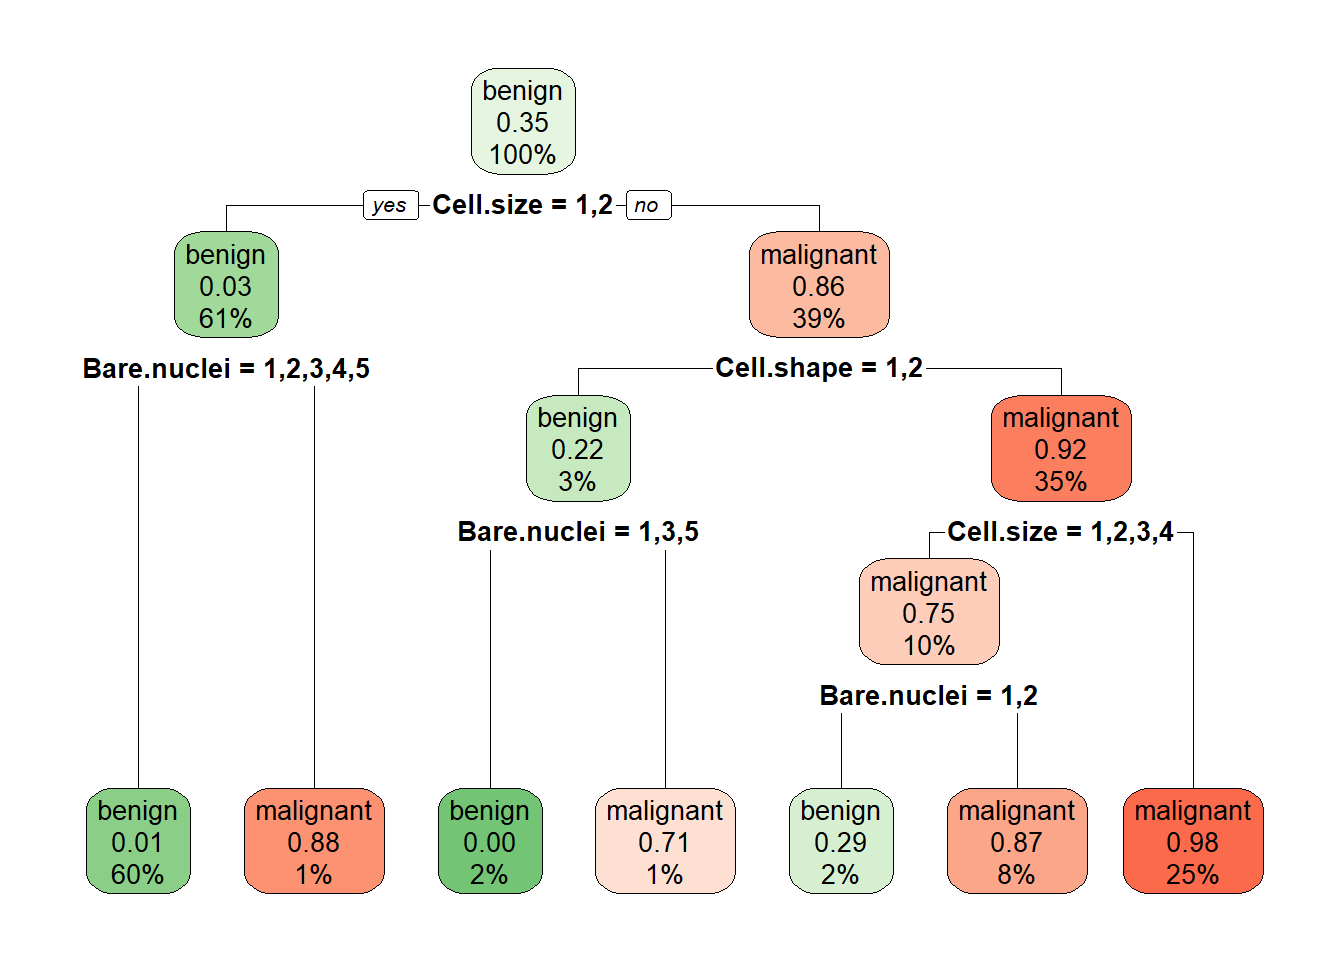 benign
0.35
100%
yes Cell.size = 1,2 no
benign
0.03
61%
malignant
0.86
39%
Bare.nuclei = 1,2,3,4,5
Cell.shape = 1,2
benign
0.22
3%
malignant
0.92
35%
Bare.nuclei = 1,3,5
Cell.size = 1,2,3,4
malignant
0.75
10%
Bare.nuclei = 1,2
benign
0.01
60%
malignant
0.88
1%
benign
0.00
2%
malignant
0.71
1%
benign
0.29
2%
malignant
0.87
8%
malignant
0.98
25%